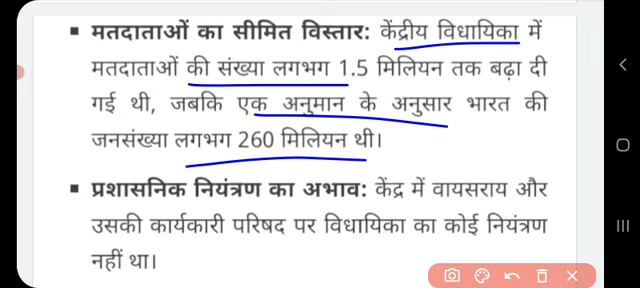 ▪ मतदाताओं का सीमित विस्तार: केंद्रीय विधायिका में
मतदाताओं की संख्या लगभग 1.5 मिलियन तक बढ़ा दी
गई थी, जबकि एक अनुमान के अनुसार भारत की
जनसंख्या लगभग 260 मिलियन थी।
▪ प्रशासनिक नियंत्रण का अभाव: केंद्र में वायसराय और
उसकी कार्यकारी परिषद पर विधायिका का कोई नियंत्रण
नहीं था।